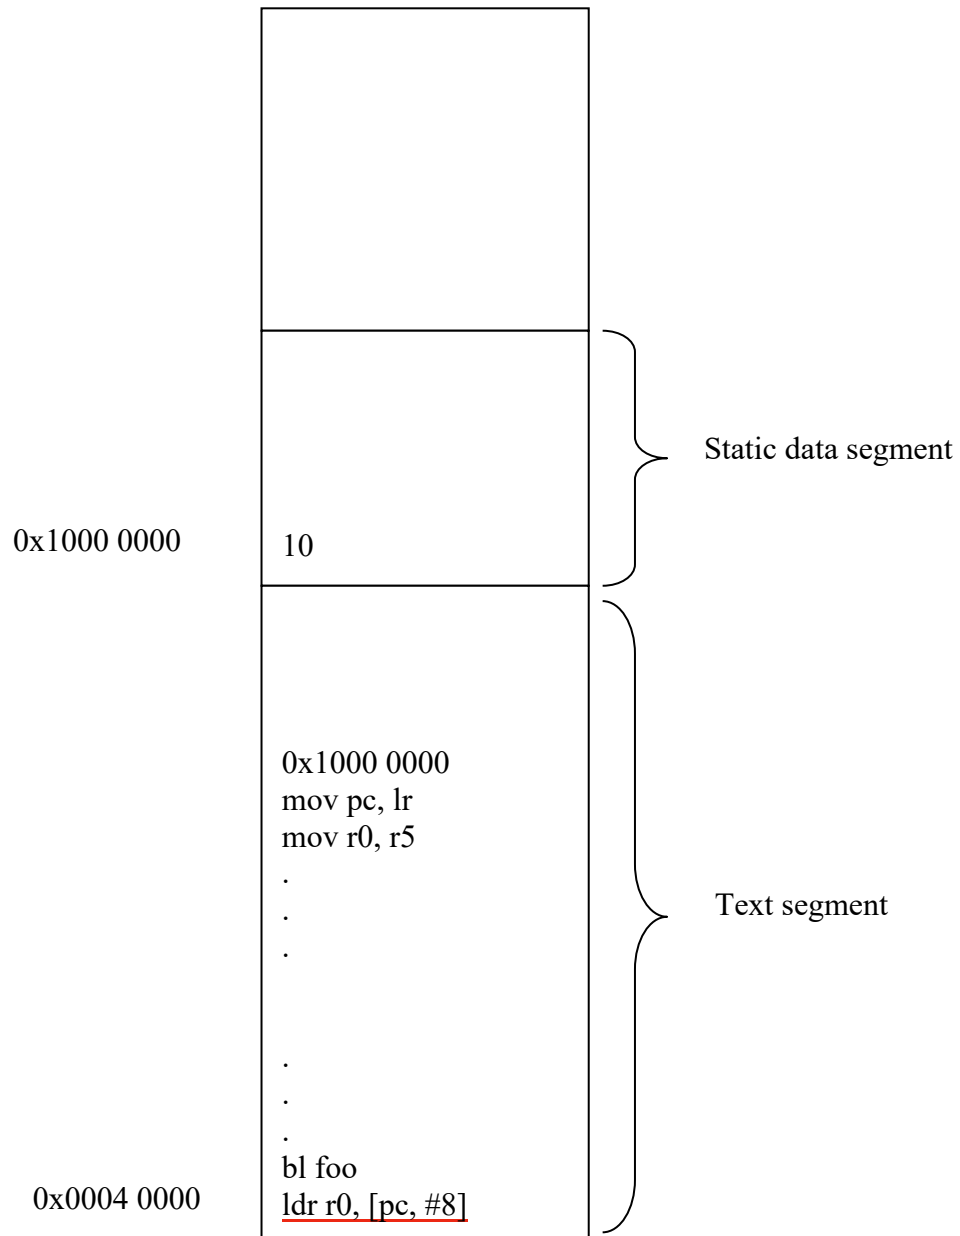 Static data segment
0x1000 0000
10
0x1000 0000
mov pc, lr
mov r0, r5
.
.
.
Text segment
.
.
.
bl foo
0x0004 0000
ldr r0, [pc, #8]